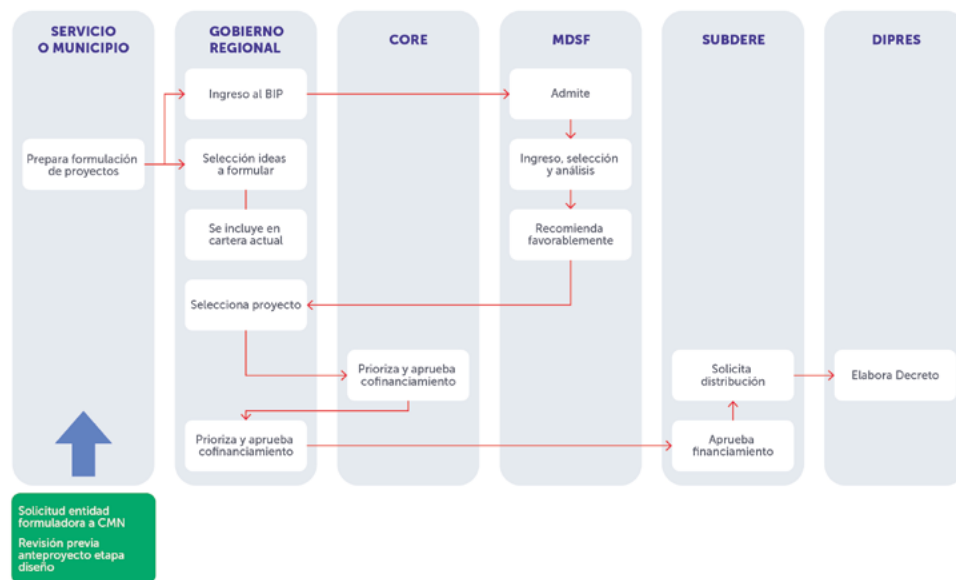 SERVICIO
O MUNICIPIO
GOBIERNO
REGIONAL
CORE
MDSF
SUBDERE
DIPRES
Ingreso al BIP
Admite
Prepara formulación
de proyectos
Selección ideas
a formular
Ingreso, selección
y análisis
Se incluye en
cartera actual
Recomienda
favorablemente
Selecciona proyecto
Prioriza y aprueba
cofinanciamiento
Solicita
distribución
Elabora Decreto
Prioriza y aprueba
cofinanciamiento
Aprueba
financiamiento
Solicitud entidad
formuladora a CMN
Revisión previa
anteproyecto etapa
diseño